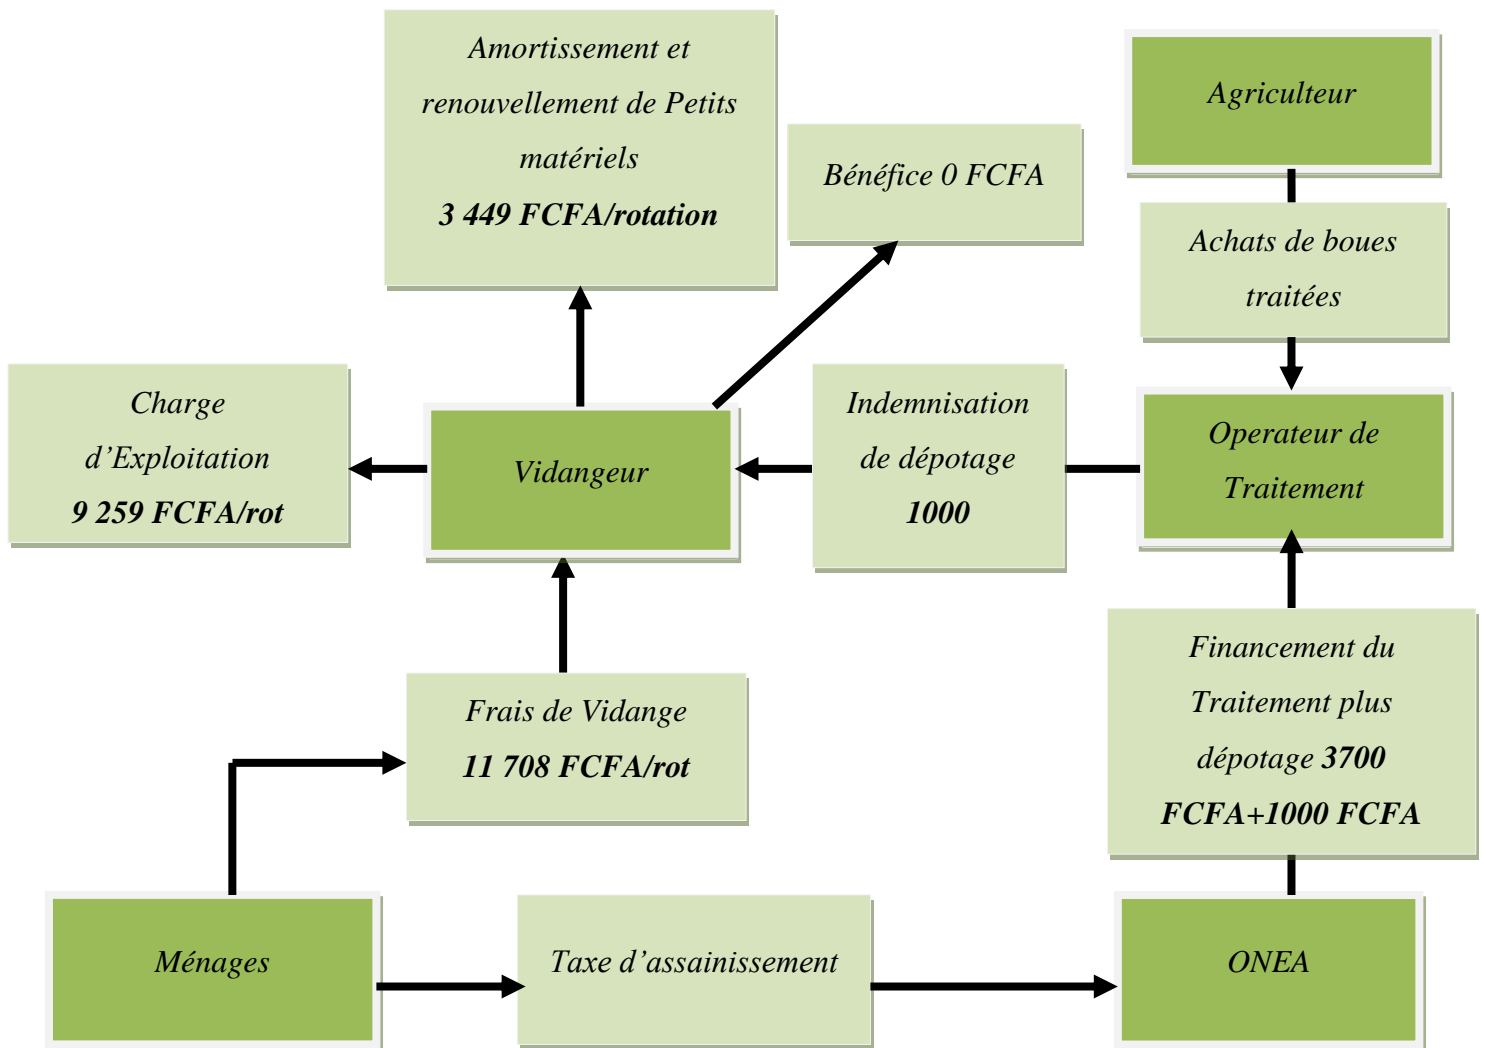 Amortissement et
renouvellement de Petits
matériels
3 449 FCFA/rotation
Agriculteur
Bénéfice 0 FCFA
Achats de boues
traitées
Charge
d’Exploitation
9 259 FCFA/rot
Vidangeur
Indemnisation
de dépotage
1000
Operateur de
Traitement
Frais de Vidange
11 708 FCFA/rot
Financement du
Traitement plus
dépotage 3700
FCFA+1000 FCFA
Ménages
Taxe d’assainissement
ONEA